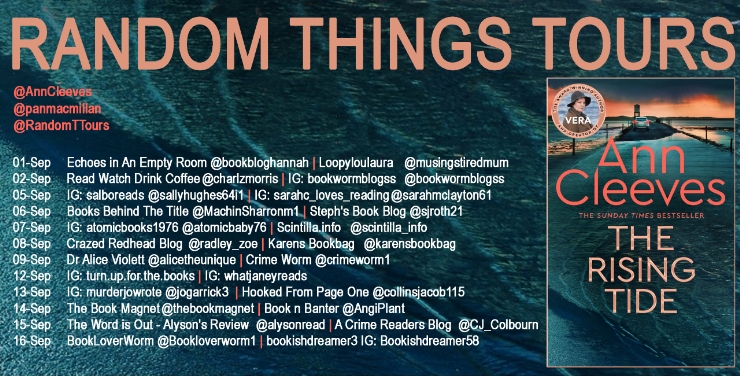 RANDOM THINGS TOURS
@AnnCleeves
@panmacmillan
@RandomTTours
01-Sep Echoes in An Empty Room @bookbloghannah | Loopyloulaura @musingstiredmum
02-Sep Read Watch Drink Coffee @charlzmorris | IG: bookwormblogss @bookwormblogss
05-Sep IG: salboreads @sallyhughes64i1 | IG: sarahc_loves_reading @sarahmclayton61
06-Sep Books Behind The Title @MachinSharronm1 | Steph's Book Blog @sjroth21
07-Sep IG: atomicbooks1976 @atomicbaby76 | Scintilla.info @scintilla_info
08-Sep Crazed Redhead Blog @radley_zoe | Karens Bookbag @karensbookbag
09-Sep Dr Alice Violett @alicetheunique | Crime Worm @crimeworm1
12-Sep IG: turn.up.for.the.books | IG: whatjaneyreads
13-Sep IG: murderjowrote @jogarrick3 | Hooked From Page One @collinsjacob115
14-Sep The Book Magnet @thebookmagnet | Book n Banter @AngiPlant
15-Sep The Word is Out - Alyson's Review @alysonread | A Crime Readers Blog @CJ_Colbourn
16-Sep BookLoverWorm @Bookloverworm1 | bookishdreamer3 IG: Bookishdreamer58
VERA
Ann
Cleeves
THE SUNDAY TIMES BESTSELLER
THE
RISING
TIDE